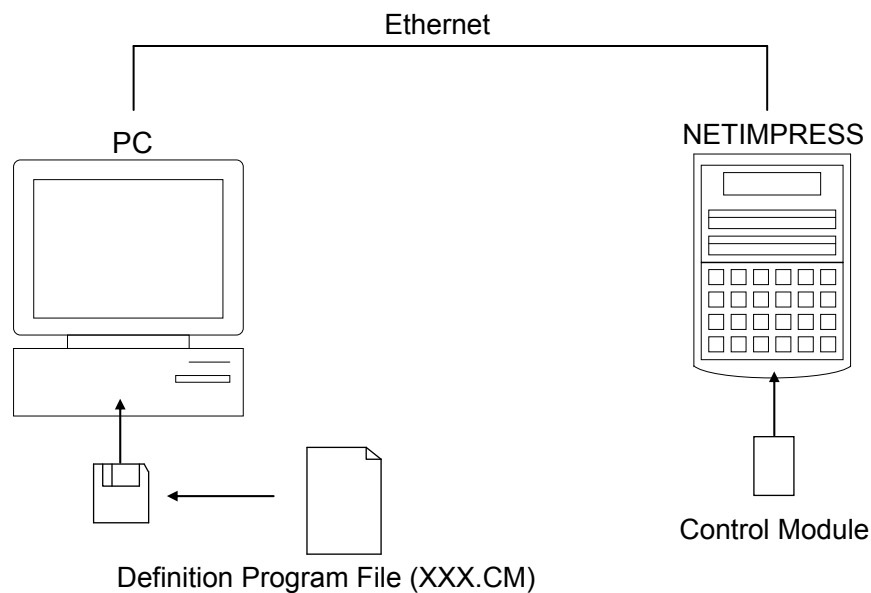 Ethernet
PC
NETIMPRESS
Control Module
Definition Program File (XXX.CM)